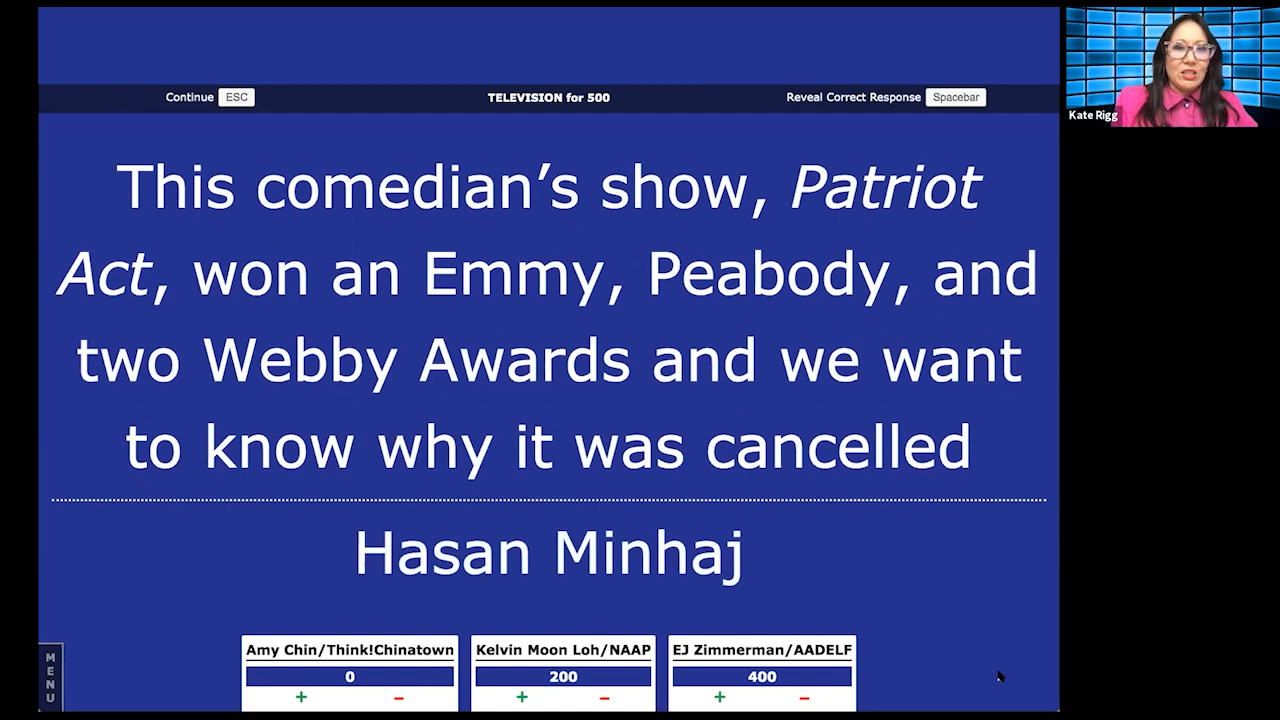 Continue ESC TELEVISION for 500 Reveal Correct Response Spacebar
Kate Rigg
This comedian’s show, Patriot
Act, won an Emmy, Peabody, and
two Webby Awards and we want
to know why it was cancelled
Hasan Minhaj
MENU
Amy Chin/Think!Chinatown Kelvin Moon Loh/NAAP EJ Zimmerman/AADELF
0 200 400
+ − + − + −